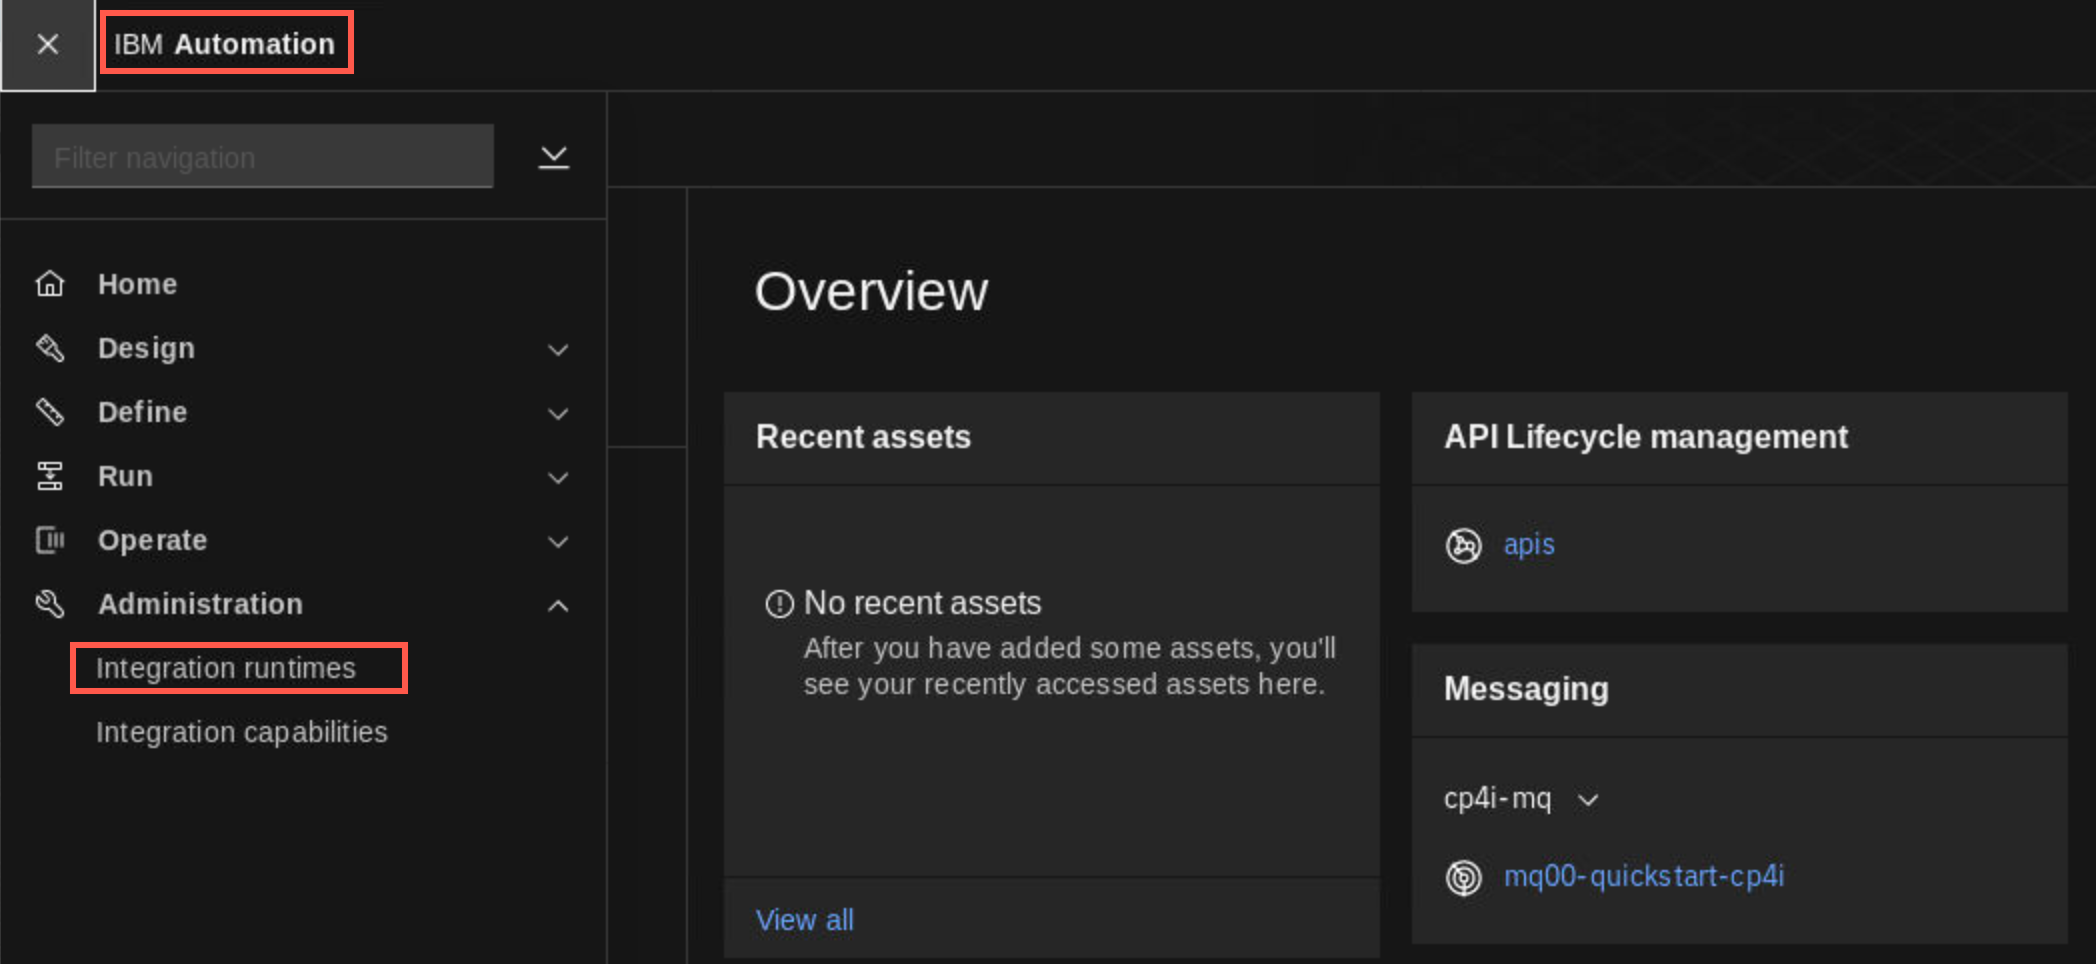 IBM Automation
Filter navigation
Home
Design
Define
Run
Operate
Administration
Integration runtimes
Integration capabilities
Overview
Recent assets
No recent assets
After you have added some assets, you'll
see your recently accessed assets here.
View all
API Lifecycle management
apis
Messaging
cp4i-mq
mq00-quickstart-cp4i